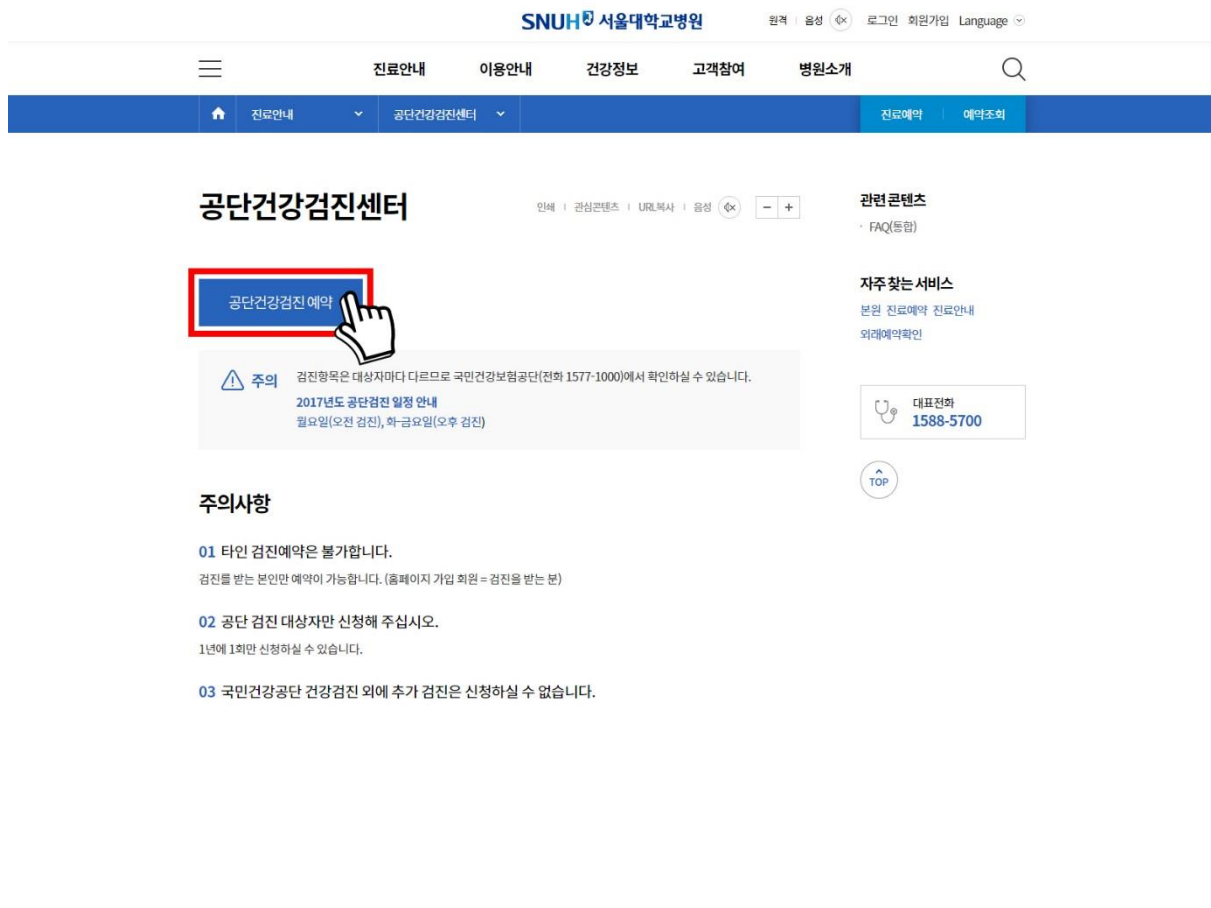 SNUH 서울대학교병원
원격 음성 로그인 회원가입 Language
진료안내 이용안내 건강정보 고객참여 병원소개
진료안내 공단건강검진센터 진료예약 예약조회
공단건강검진센터
인쇄 관심콘텐츠 URL복사 음성 - +
공단건강검진 예약
주의
검진항목은 대상자마다 다르므로 국민건강보험공단(전화 1577-1000)에서 확인하실 수 있습니다.
2017년도 공단검진 일정 안내
월요일(오전 검진), 화-금요일(오후 검진)
주의사항
01 타인 검진예약은 불가합니다.
검진를 받는 본인만 예약이 가능합니다. (홈페이지 가입 회원 = 검진을 받는 분)
02 공단 검진 대상자만 신청해 주십시오.
1년에 1회만 신청하실 수 있습니다.
03 국민건강공단 건강검진 외에 추가 검진은 신청하실 수 없습니다.
관련 콘텐츠
· FAQ(통합)
자주 찾는 서비스
본원 진료예약 진료안내
외래예약확인
대표전화
1588-5700
TOP